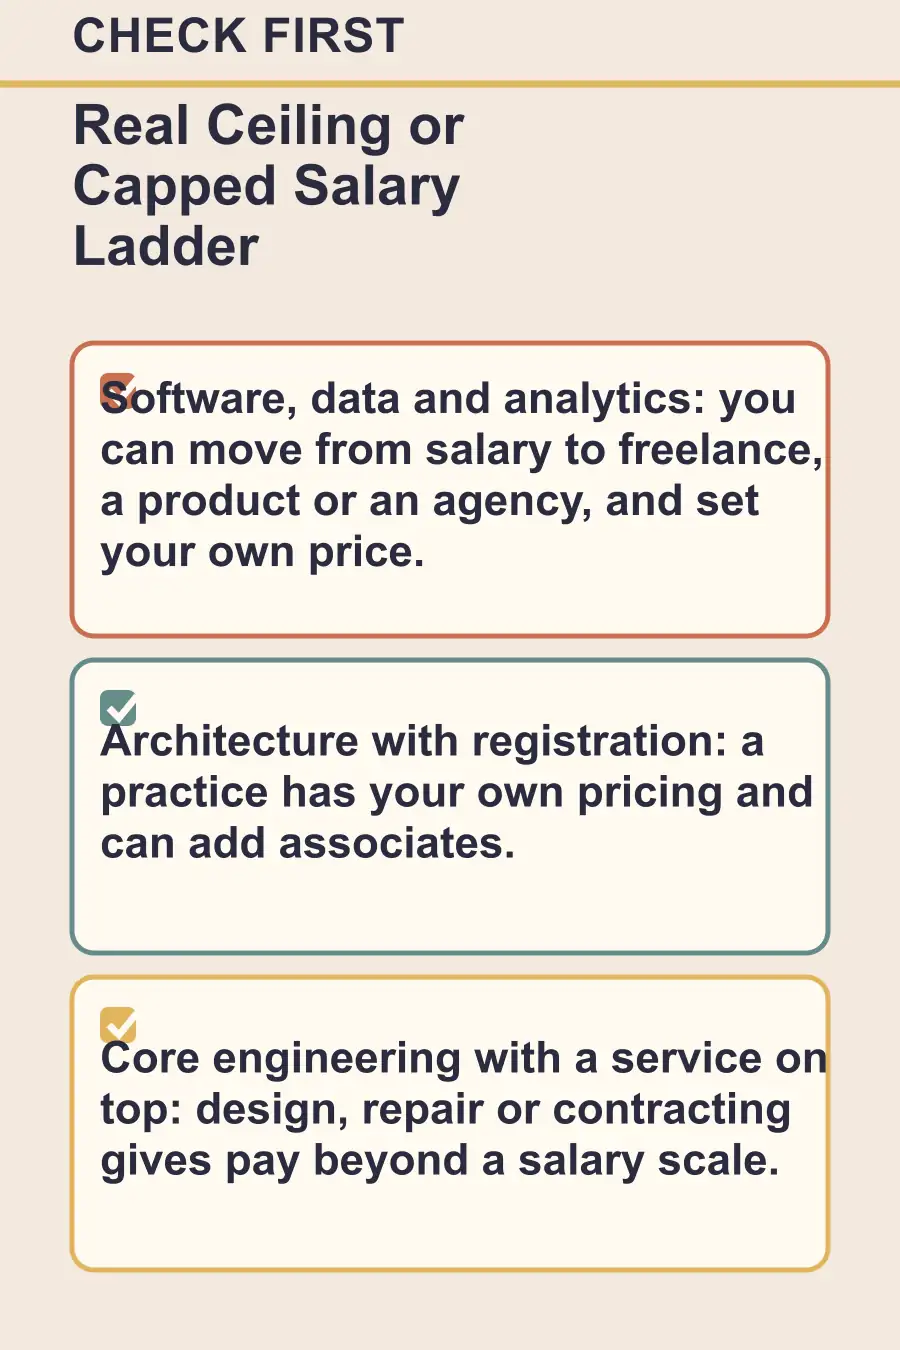 CHECK FIRST
Real Ceiling or
Capped Salary
Ladder
Software, data and analytics: you
can move from salary to freelance,
a product or an agency, and set
your own price.
Architecture with registration: a
practice has your own pricing and
can add associates.
Core engineering with a service on
top: design, repair or contracting
gives pay beyond a salary scale.